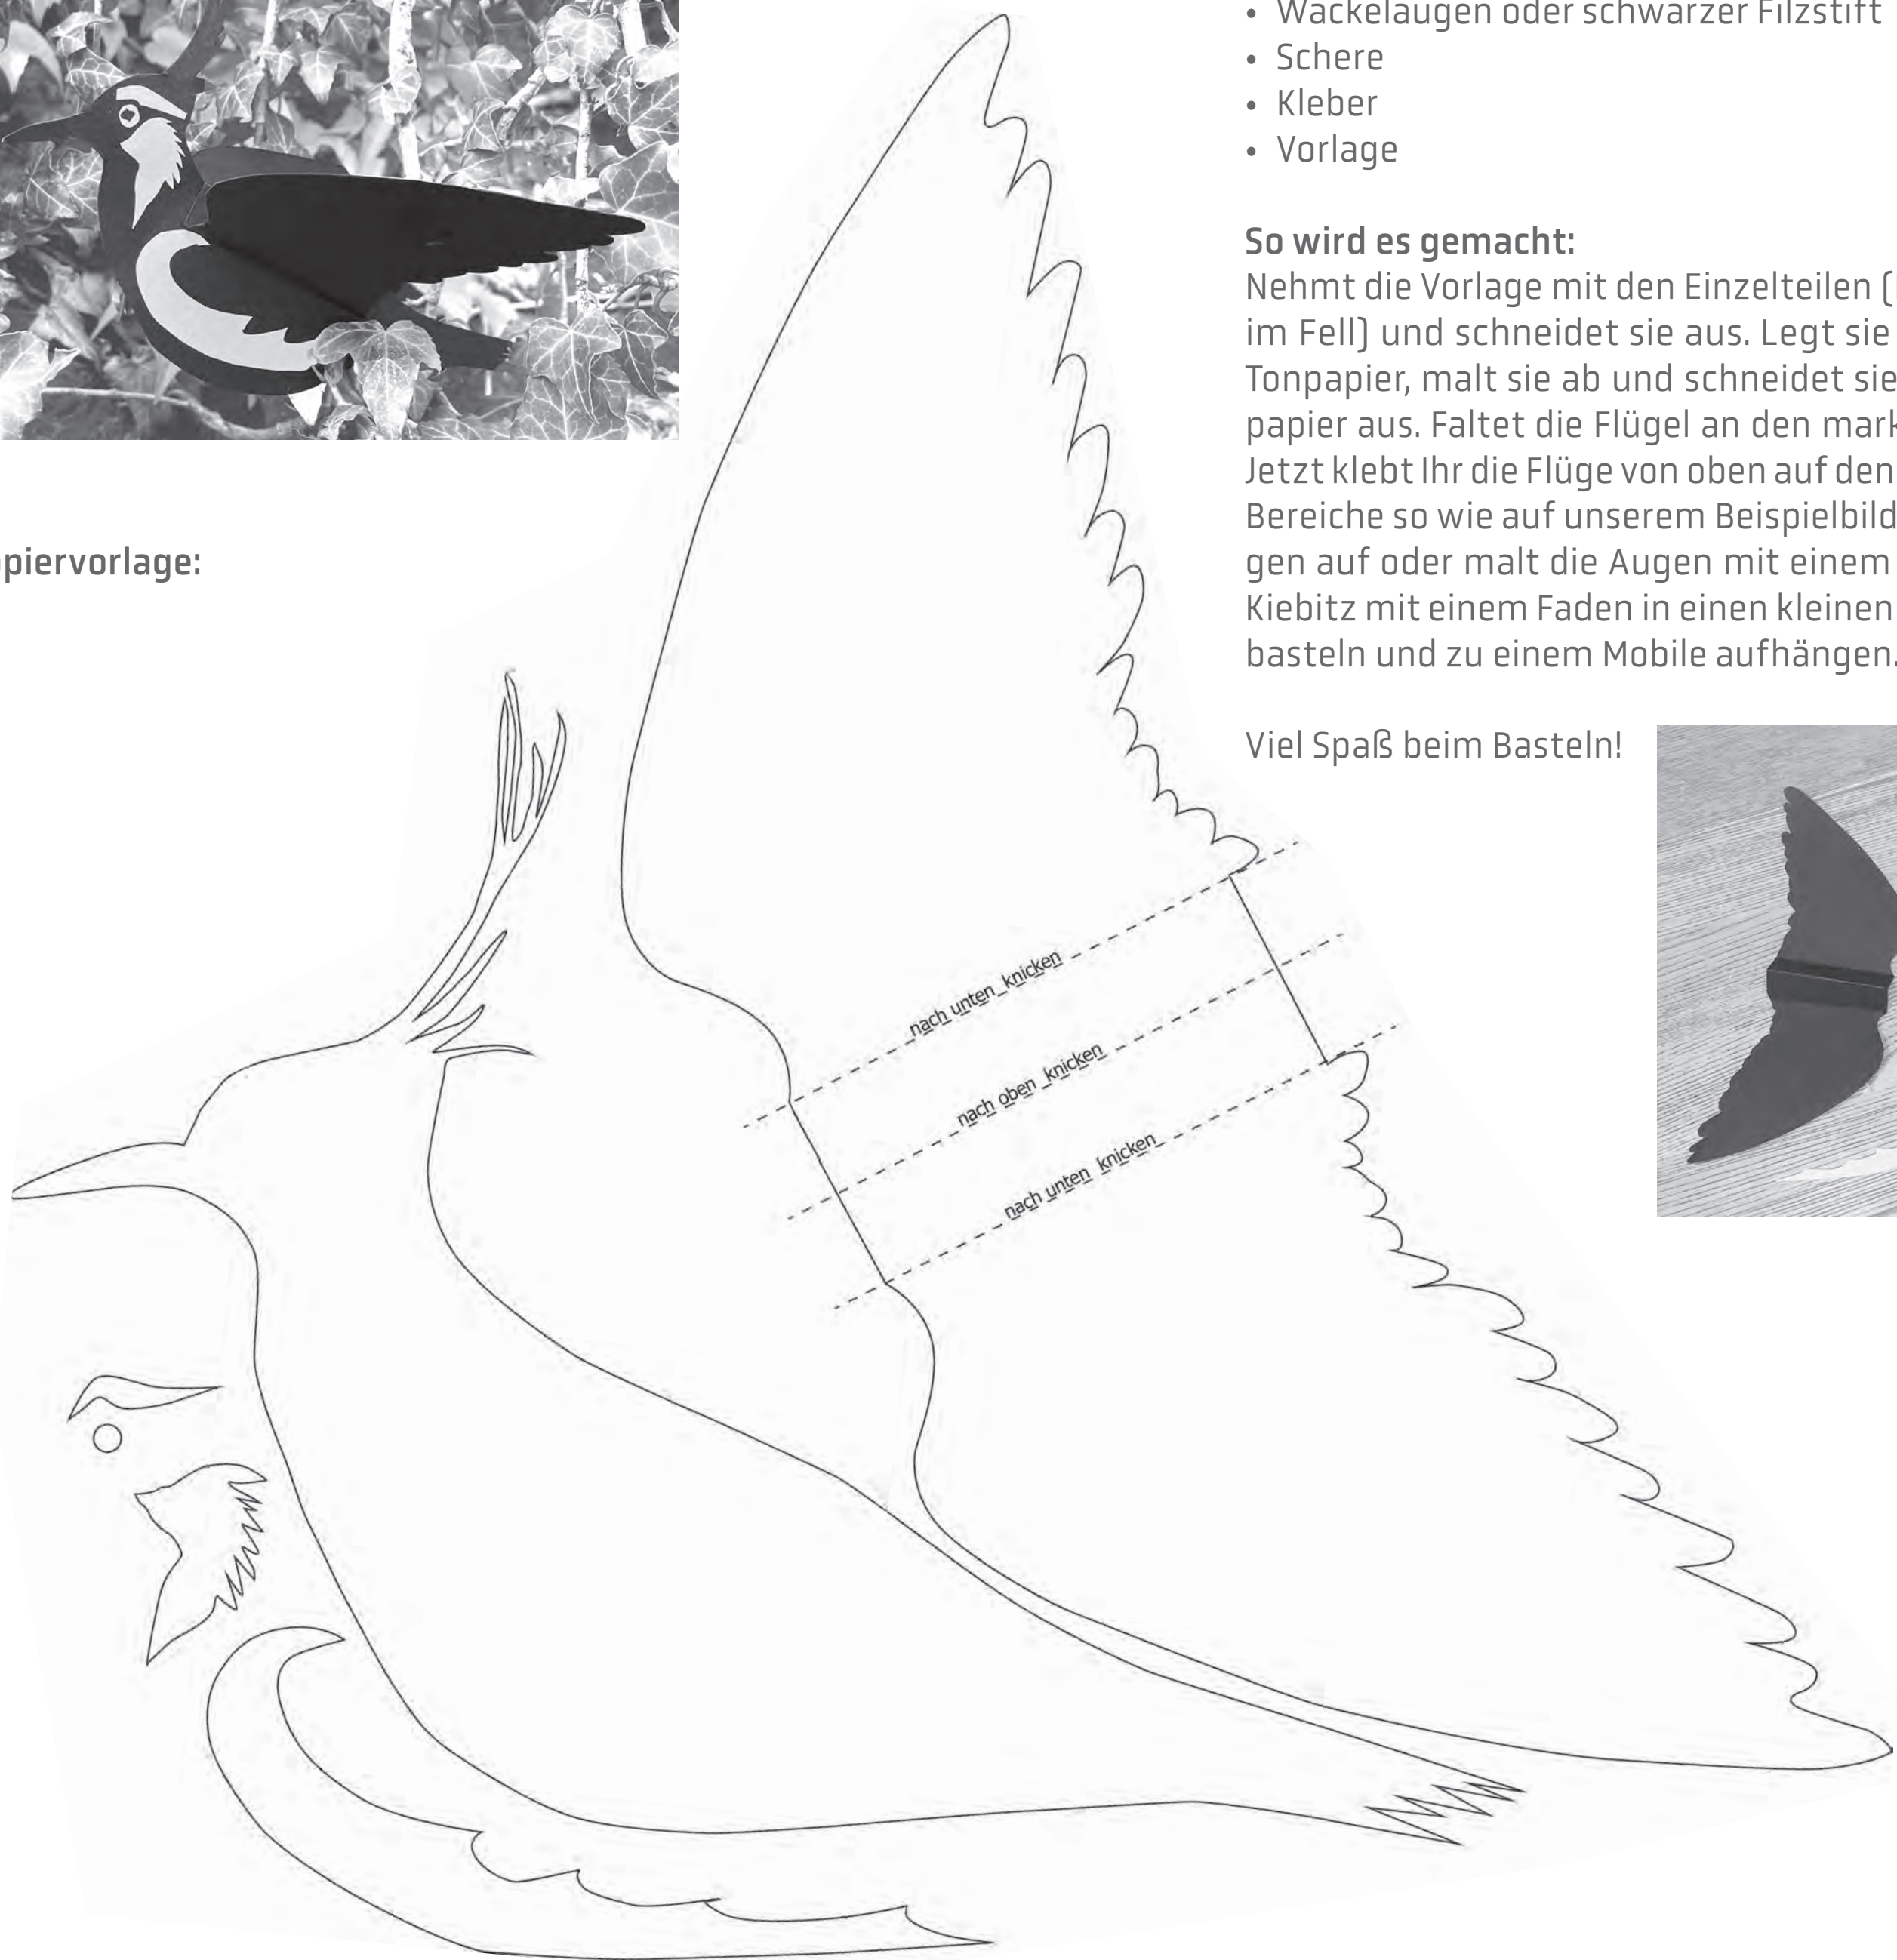 • Wackelaugen oder schwarzer Filzstift
• Schere
• Kleber
• Vorlage
So wird es gemacht:
Nehmt die Vorlage mit den Einzelteilen (
im Fell) und schneidet sie aus. Legt sie
Tonpapier, malt sie ab und schneidet sie
papier aus. Faltet die Flügel an den mark
Jetzt klebt Ihr die Flüge von oben auf den
Bereiche so wie auf unserem Beispielbild
gen auf oder malt die Augen mit einem
Kiebitz mit einem Faden in einen kleinen
basteln und zu einem Mobile aufhängen.
Viel Spaß beim Basteln!
piervorlage:
nach unten knicken
nach oben knicken
nach unten knicken